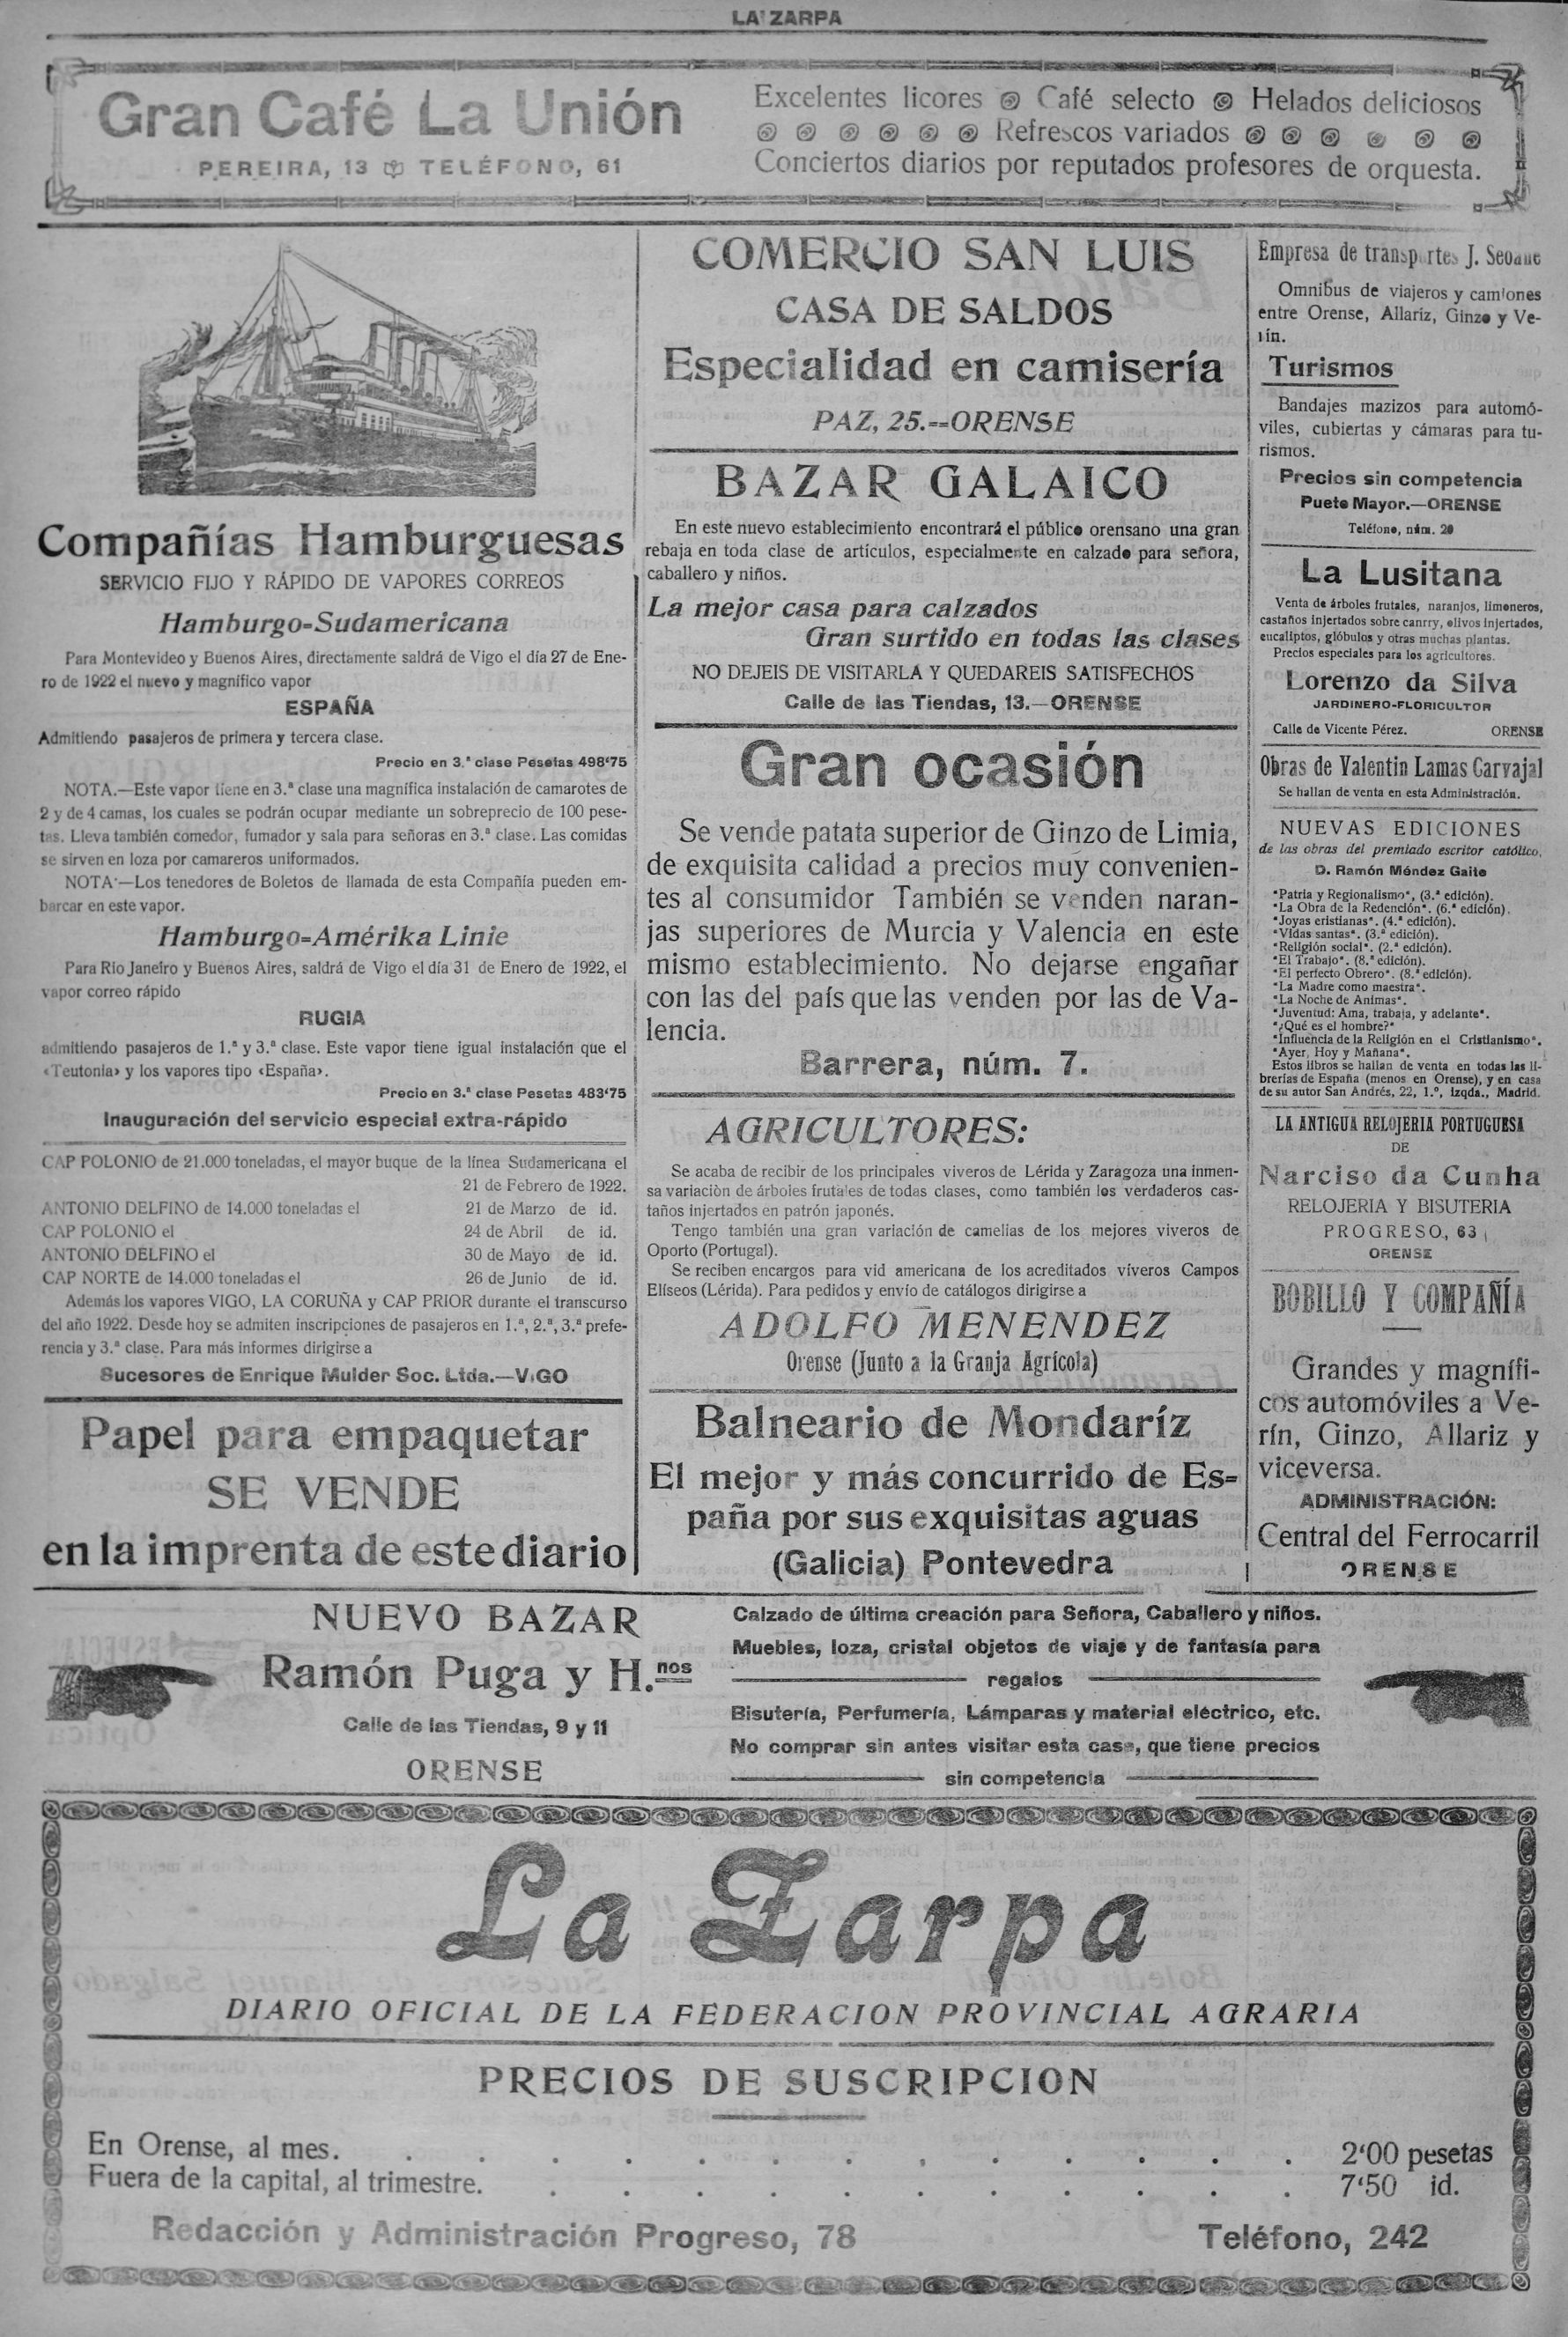 LA ZARPA
Gran Café La Unión
PEREIRA, 13 TELÉFONO, 61
Excelentes licores Café selecto Helados deliciosos
Refrescos variados
Conciertos diarios por reputados profesores de orquesta.
Compañías Hamburguesas
SERVICIO FIJO Y RÁPIDO DE VAPORES CORREOS
Hamburgo=Sudamericana
Para Montevideo y Buenos Aires, directamente saldrá de Vigo el día 27 de Ene-
ro de 1922 el nuevo y magnífico vapor
ESPAÑA
Admitiendo pasajeros de primera y tercera clase.
Precio en 3.ª clase Pesetas 498'75
NOTA.—Este vapor tiene en 3.ª clase una magnífica instalación de camarotes de
2 y de 4 camas, los cuales se podrán ocupar mediante un sobreprecio de 100 pese-
tas. Lleva también comedor, fumador y sala para señoras en 3.ª clase. Las comidas
se sirven en loza por camareros uniformados.
NOTA·—Los tenedores de Boletos de llamada de esta Compañía pueden em-
barcar en este vapor.
Hamburgo=Amérika Linie
Para Rio Janeiro y Buenos Aires, saldrá de Vigo el día 31 de Enero de 1922, el
vapor correo rápido
RUGIA
admitiendo pasajeros de 1.ª y 3.ª clase. Este vapor tiene igual instalación que el
«Teutonia» y los vapores tipo «España».
Precio en 3.ª clase Pesetas 483'75
Inauguración del servicio especial extra-rápido
CAP POLONIO de 21.000 toneladas, el mayor buque de la línea Sudamericana el
21 de Febrero de 1922.
ANTONIO DELFINO de 14.000 toneladas el 21 de Marzo de id.
CAP POLONIO el 24 de Abril de id.
ANTONIO DELFINO el 30 de Mayo de id.
CAP NORTE de 14.000 toneladas el 26 de Junio de id.
Además los vapores VIGO, LA CORUÑA y CAP PRIOR durante el transcurso
del año 1922. Desde hoy se admiten inscripciones de pasajeros en 1.ª, 2.ª, 3.ª prefe-
rencia y 3.ª clase. Para más informes dirigirse a
Sucesores de Enrique Mulder Soc. Ltda.—VIGO
Papel para empaquetar
SE VENDE
en la imprenta de este diario
COMERCIO SAN LUIS
CASA DE SALDOS
Especialidad en camisería
PAZ, 25.--ORENSE
BAZAR GALAICO
En este nuevo establecimiento encontrará el público orensano una gran
rebaja en toda clase de artículos, especialmente en calzado para señora,
caballero y niños.
La mejor casa para calzados
Gran surtido en todas las clases
NO DEJEIS DE VISITARLA Y QUEDAREIS SATISFECHOS
Calle de las Tiendas, 13.—ORENSE
Gran ocasión
Se vende patata superior de Ginzo de Limia,
de exquisita calidad a precios muy convenien-
tes al consumidor También se venden naran-
jas superiores de Murcia y Valencia en este
mismo establecimiento. No dejarse engañar
con las del país que las venden por las de Va-
lencia.
Barrera, núm. 7.
AGRICULTORES:
Se acaba de recibir de los principales viveros de Lérida y Zaragoza una inmen-
sa variaciòn de árboles frutales de todas clases, como también los verdaderos cas-
taños injertados en patrón japonés.
Tengo también una gran variación de camelias de los mejores viveros de
Oporto (Portugal).
Se reciben encargos para vid americana de los acreditados víveros Campos
Elíseos (Lérida). Para pedidos y envío de catálogos dirigirse a
ADOLFO MENENDEZ
Orense (Junto a la Granja Agrícola)
Balneario de Mondaríz
El mejor y más concurrido de Es=
paña por sus exquisitas aguas
(Galicia) Pontevedra
Empresa de transportes J. Seoane
Omnibus de viajeros y camiones
entre Orense, Allariz, Ginzo y Ve-
rín.
Turismos
Bandajes mazizos para automó-
viles, cubiertas y cámaras para tu-
rismos.
Precios sin competencia
Puete Mayor.—ORENSE
Teléfono, núm. 20
La Lusitana
Venta de árboles frutales, naranjos, limoneros,
castaños injertados sobre canrry, olivos injertados,
eucaliptos, glóbulos y otras muchas plantas.
Precios especiales para los agricultores.
Lorenzo da Silva
JARDINERO-FLORICULTOR
Calle de Vicente Pérez. ORENSE
Obras de Valentin Lamas Carvajal
Se hallan de venta en esta Administración.
NUEVAS EDICIONES
de las obras del premiado escritor católico,
D. Ramón Méndez Gaite
"Patria y Regionalismo", (3.ª edición).
"La Obra de la Redención". (6.ª edición).
"Joyas cristianas". (4.ª edición).
"Vidas santas". (3.ª edición).
"Religión social". (2.ª edición).
"El Trabajo". (8.ª edición).
"El perfecto Obrero". (8.ª edición).
"La Madre como maestra".
"La Noche de Animas".
"Juventud: Ama, trabaja, y adelante".
"¿Qué es el hombre?"
"Influencia de la Religión en el Cristianismo".
"Ayer, Hoy y Mañana".
Estos libros se hallan de venta en todas las li-
brerías de España (menos en Orense), y en casa
de su autor San Andrés, 22, 1.º, izqda., Madrid.
LA ANTIGUA RELOJERIA PORTUGUESA
DE
Narciso da Cunha
RELOJERIA Y BISUTERIA
PROGRESO, 63
ORENSE
BOBILLO Y COMPAÑÍA
Grandes y magnífi-
cos automóviles a Ve-
rín, Ginzo, Allariz y
viceversa.
ADMINISTRACIÓN:
Central del Ferrocarril
ORENSE
NUEVO BAZAR
Ramón Puga y H.nos
Calle de las Tiendas, 9 y 11
ORENSE
Calzado de última creación para Señora, Caballero y niños.
Muebles, loza, cristal objetos de viaje y de fantasía para
regalos
Bisutería, Perfumería, Lámparas y material eléctrico, etc.
No comprar sin antes visitar esta casa, que tiene precios
sin competencia
La Zarpa
DIARIO OFICIAL DE LA FEDERACION PROVINCIAL AGRARIA
PRECIOS DE SUSCRIPCION
En Orense, al mes. . . . . . . . . . . . . . 2'00 pesetas
Fuera de la capital, al trimestre. . . . . . . . . . . . 7'50 id.
Redacción y Administración Progreso, 78 Teléfono, 242